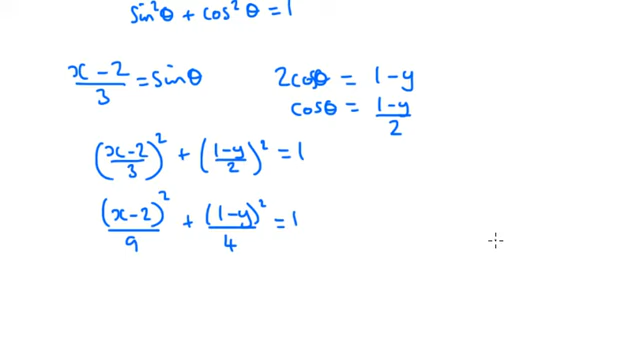 sin²θ + cos²θ = 1
(x-2)/3 = sinθ    2cosθ = 1-y
cosθ = (1-y)/2
((x-2)/3)² + ((1-y)/2)² = 1
(x-2)²/9 + (1-y)²/4 = 1